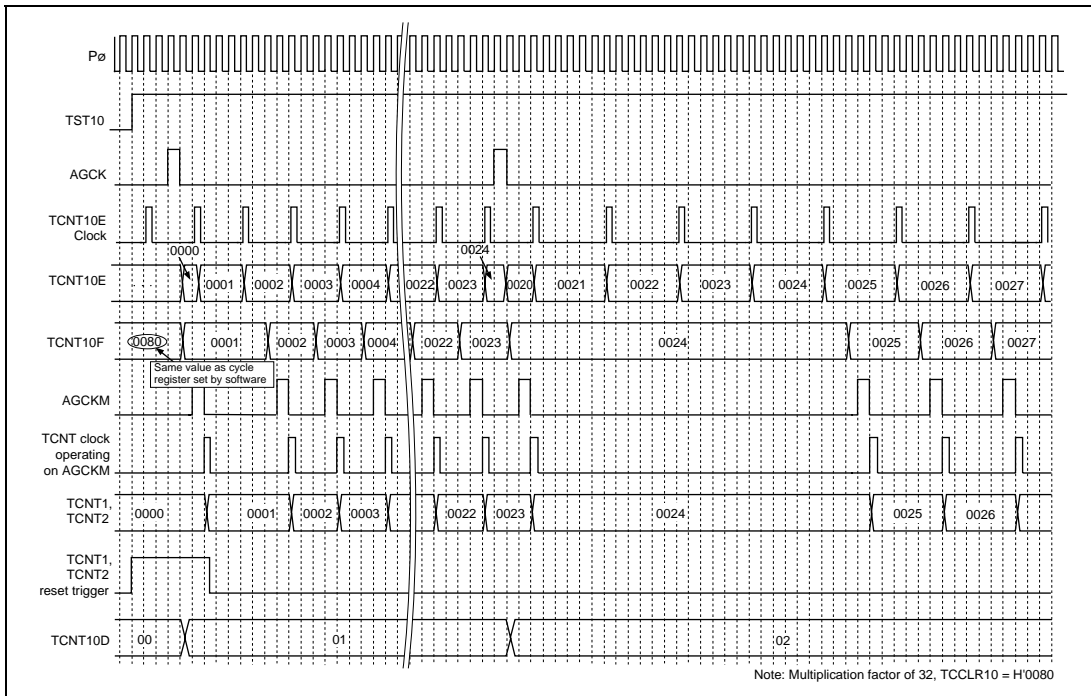 Pø
TST10
AGCK
TCNT10E
Clock
0000
0024
TCNT10E
0001 0002 0003 0004 0022 0023 0020 0021 0022 0023 0024 0025 0026 0027
TCNT10F
0080 0001 0002 0003 0004 0022 0023 0024 0025 0026 0027
Same value as cycle
register set by software
AGCKM
TCNT clock
operating
on AGCKM
TCNT1,
TCNT2
0000 0001 0002 0003 0022 0023 0024 0025 0026
TCNT1,
TCNT2
reset trigger
TCNT10D
00 01 02
Note: Multiplication factor of 32, TCCLR10 = H'0080